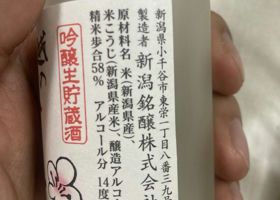 新潟県小千谷市東栄一丁目八番三九号
製造者 新潟銘醸株式会
原材料名 米(新潟県産)、
米こうじ(新潟県産米)、醸造アルコ
精米歩合58% アルコール分 14度
吟醸生貯蔵酒
越の